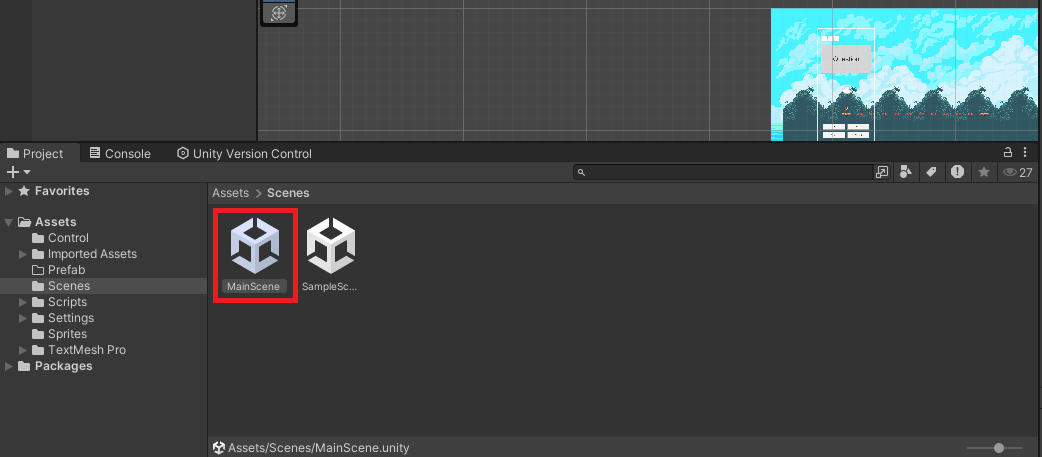 Question
Project
Console
Unity Version Control
27
Favorites
Assets > Scenes
Assets
Control
Imported Assets
Prefab
Scenes
Scripts
Settings
Sprites
TextMesh Pro
Packages
MainScene
SampleSc...
Assets/Scenes/MainScene.unity